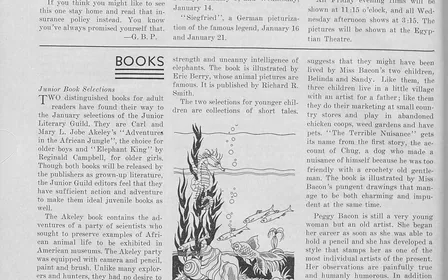 If you think you might like to see
this one stay home and read that in-
surance policy instead. You know
you've always promised yourself that.
—G. B. P.
January 14.
"Siegfried", a German picturiza-
tion of the famous legend, January 16
and January 21.
shown at 11.15 o'clock, and all Wed-
nesday afternoon shows at 3:15. The
pictures will be shown at the Egyp-
tian Theatre.
BOOKS
Junior Book Selections
TWO distinguished books for adult
readers have found their way to
the January selections of the Junior
Literary Guild. They are Carl and
Mary L. Jobe Akeley's "Adventures
in the African Jungle", the choice for
older boys and "Elephant King" by
Reginald Campbell, for older girls.
Though both books will be released by
the publishers as grown-up literature,
the Junior Guild editors feel that they
have sufficient action and adventure
to make them ideal juvenile books as
well.
The Akeley book contains the ad-
ventures of a party of scientists who
sought to preserve examples of Afri-
can animal life to be exhibited in
American museums. The Akeley party
was equipped with camera and pencil,
paint and brush. Unlike many explor-
ers and hunters, they had no desire to
strength and uncanny intelligence of
elephants. The book is illustrated by
Eric Berry, whose animal pictures are
famous. It is published by Richard R.
Smith.
The two selections for younger chil-
dren are collections of short tales.
suggests that they might have been
lived by Miss Bacon's two children,
Belinda and Sandy. Like them, the
three children live in a little village
with an artist for a father; like them
they do their marketing at small coun-
try stores and play in abandoned
chicken coops, weed gardens and have
pets. "The Terrible Nuisance" gets
its name from the first story, the ac-
count of Chug, a dog who made a
nuisance of himself because he was too
friendly with a crochety old gentle-
man. The book is illustrated by Miss
Bacon's pungent drawings that man-
age to be both charming and impu-
dent at the same time.
Peggy Bacon is still a very young
woman but an old artist. She began
her career as soon as she was able to
hold a pencil and she has developed a
style that stamps her as one of the
most individual artists of the period.
Her observations are painfully true
and humanly humorous. In addition